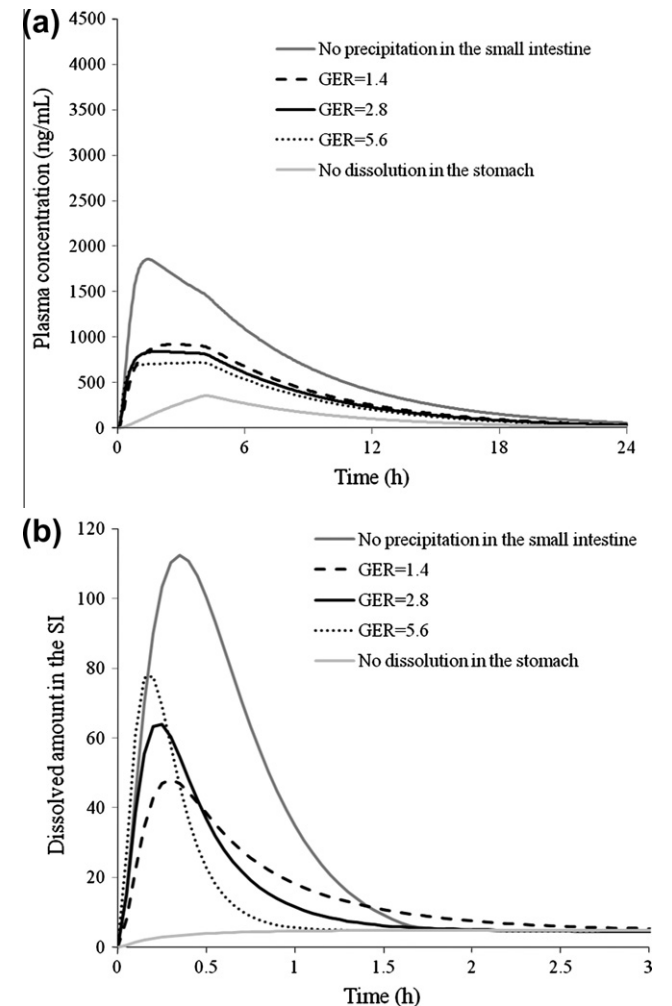 (a)
4500
4000
3500
3000
2500
2000
1500
1000
500
0
Plasma concentration (ng/mL)
No precipitation in the small intestine
GER=1.4
GER=2.8
GER=5.6
No dissolution in the stomach
0 6 12 18 24
Time (h)
(b)
120
100
80
60
40
20
0
Dissolved amount in the SI
No precipitation in the small intestine
GER=1.4
GER=2.8
GER=5.6
No dissolution in the stomach
0 0.5 1 1.5 2 2.5 3
Time (h)